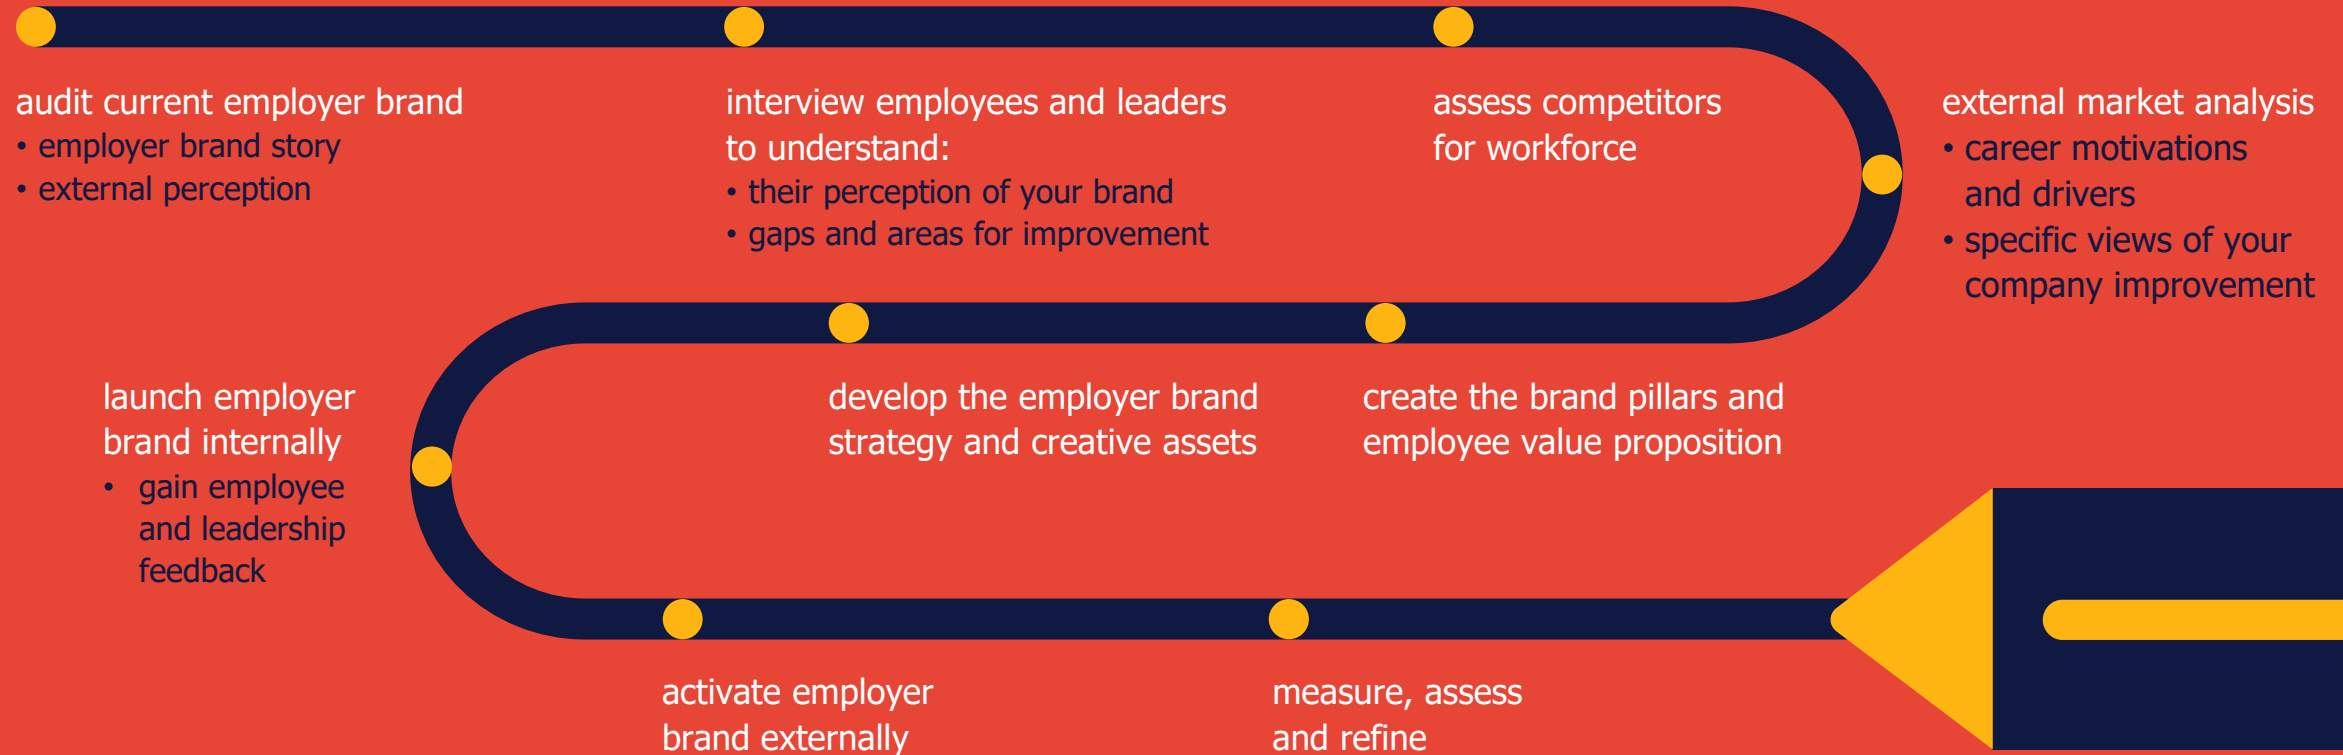 audit current employer brand
• employer brand story
• external perception
interview employees and leaders
to understand:
• their perception of your brand
• gaps and areas for improvement
assess competitors
for workforce
external market analysis
• career motivations
and drivers
• specific views of your
company improvement
create the brand pillars and
employee value proposition
develop the employer brand
strategy and creative assets
launch employer
brand internally
• gain employee
and leadership
feedback
activate employer
brand externally
measure, assess
and refine